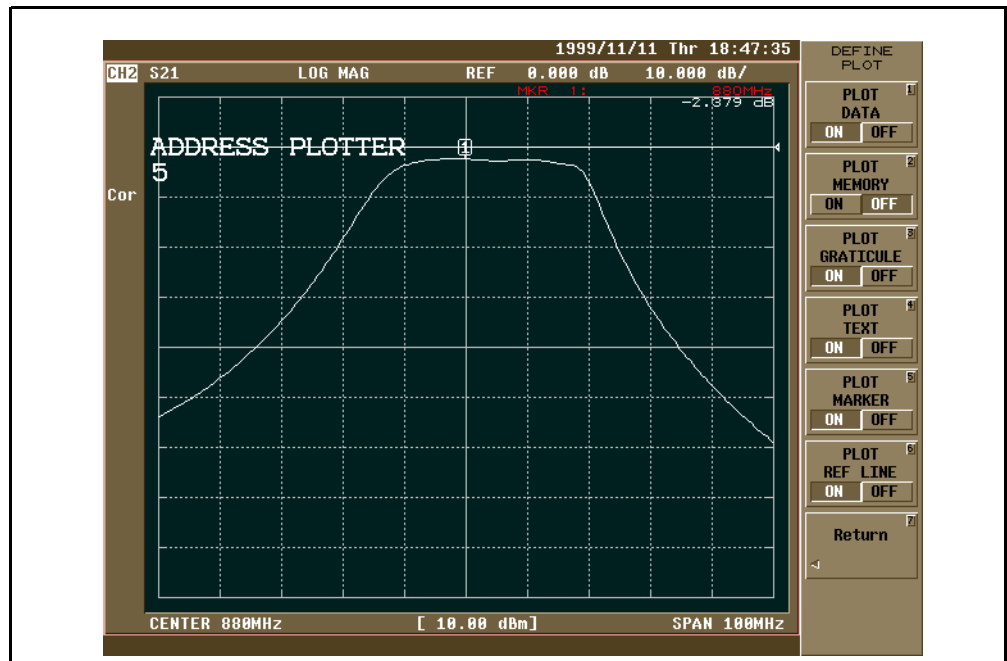 1999/11/11 Thr 18:47:35
CH2 S21 LOG MAG REF 0.000 dB 10.000 dB/
MKR 1: 880MHz
-2.379 dB
ADDRESS PLOTTER
5
1
Cor
CENTER 880MHz [ 10.00 dBm] SPAN 100MHz
DEFINE
PLOT
PLOT 1
DATA
ON OFF
PLOT 2
MEMORY
ON OFF
PLOT 3
GRATICULE
ON OFF
PLOT 4
TEXT
ON OFF
PLOT 5
MARKER
ON OFF
PLOT 6
REF LINE
ON OFF
7
Return